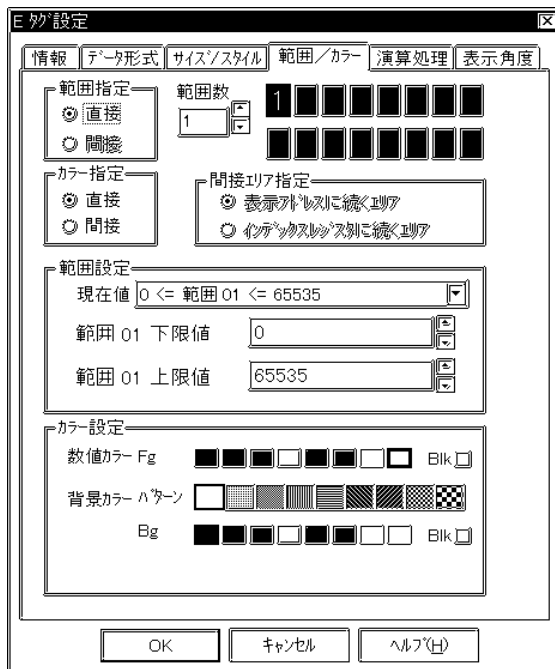 E ﾀｸﾞ設定
情報 ﾃﾞｰﾀ形式 ｻｲｽﾞ/ｽﾀｲﾙ 範囲／カラー 演算処理 表示角度
範囲指定
直接
間接
範囲数
1
1
カラー指定
直接
間接
間接ｴﾘｱ指定
表示ｱﾄﾞﾚｽに続くｴﾘｱ
ｲﾝﾃﾞｯｸｽﾚｼﾞｽﾀに続くｴﾘｱ
範囲設定
現在値 0 <= 範囲 01 <= 65535
範囲 01 下限値 0
範囲 01 上限値 65535
ｶﾗｰ設定
数値ｶﾗｰ Fg Blk
背景ｶﾗｰ ﾊﾟﾀｰﾝ
Bg Blk
OK ｷｬﾝｾﾙ ﾍﾙﾌﾟ(H)